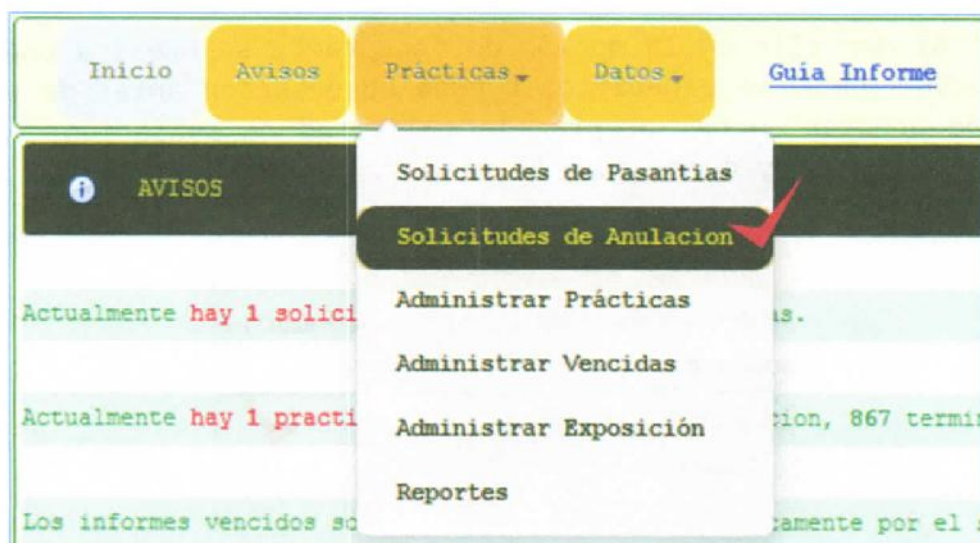 Inicio Avisos Prácticas Datos Guia Informe
AVISOS
Solicitudes de Pasantias
Solicitudes de Anulacion
Administrar Prácticas
Administrar Vencidas
Administrar Exposición
Reportes
Actualmente hay 1 solici as.
Actualmente hay 1 practi cion, 867 termin
Los informes vencidos so camente por el